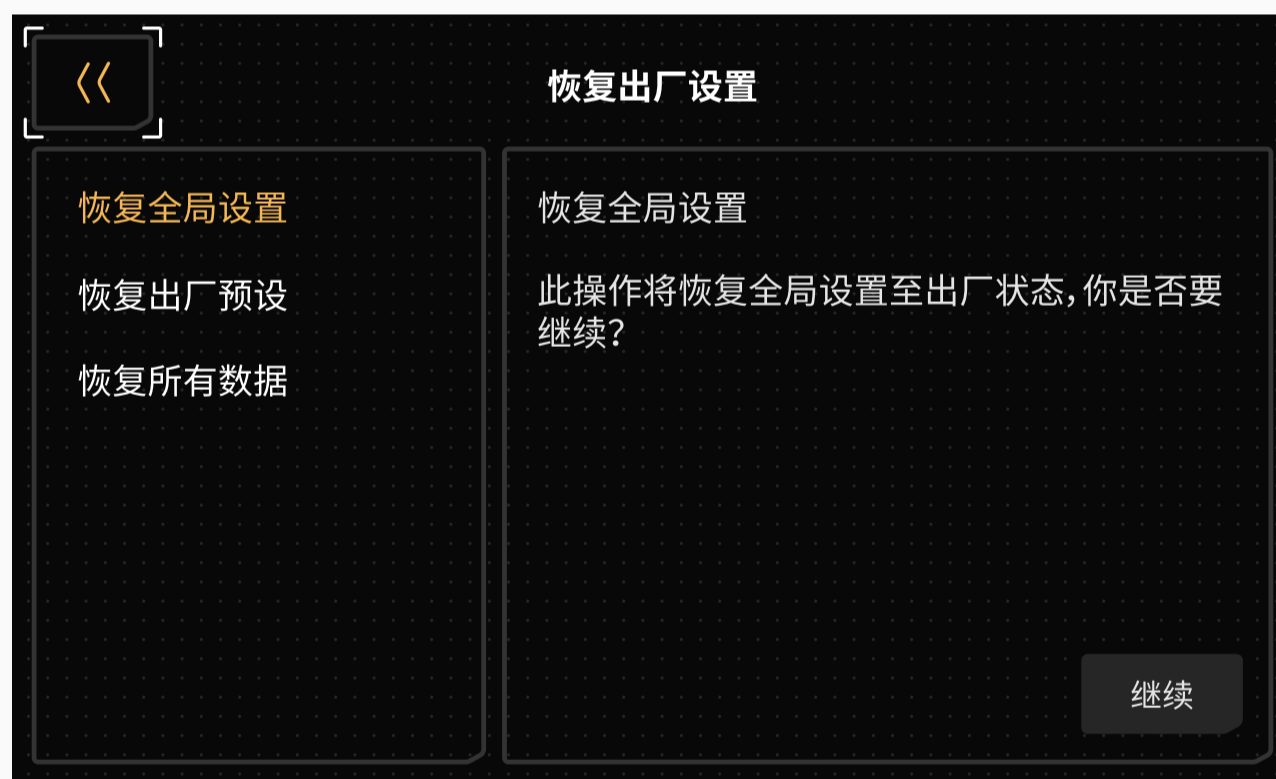 恢复出厂设置
恢复全局设置
恢复出厂预设
恢复所有数据
恢复全局设置
此操作将恢复全局设置至出厂状态,你是否要
继续?
继续